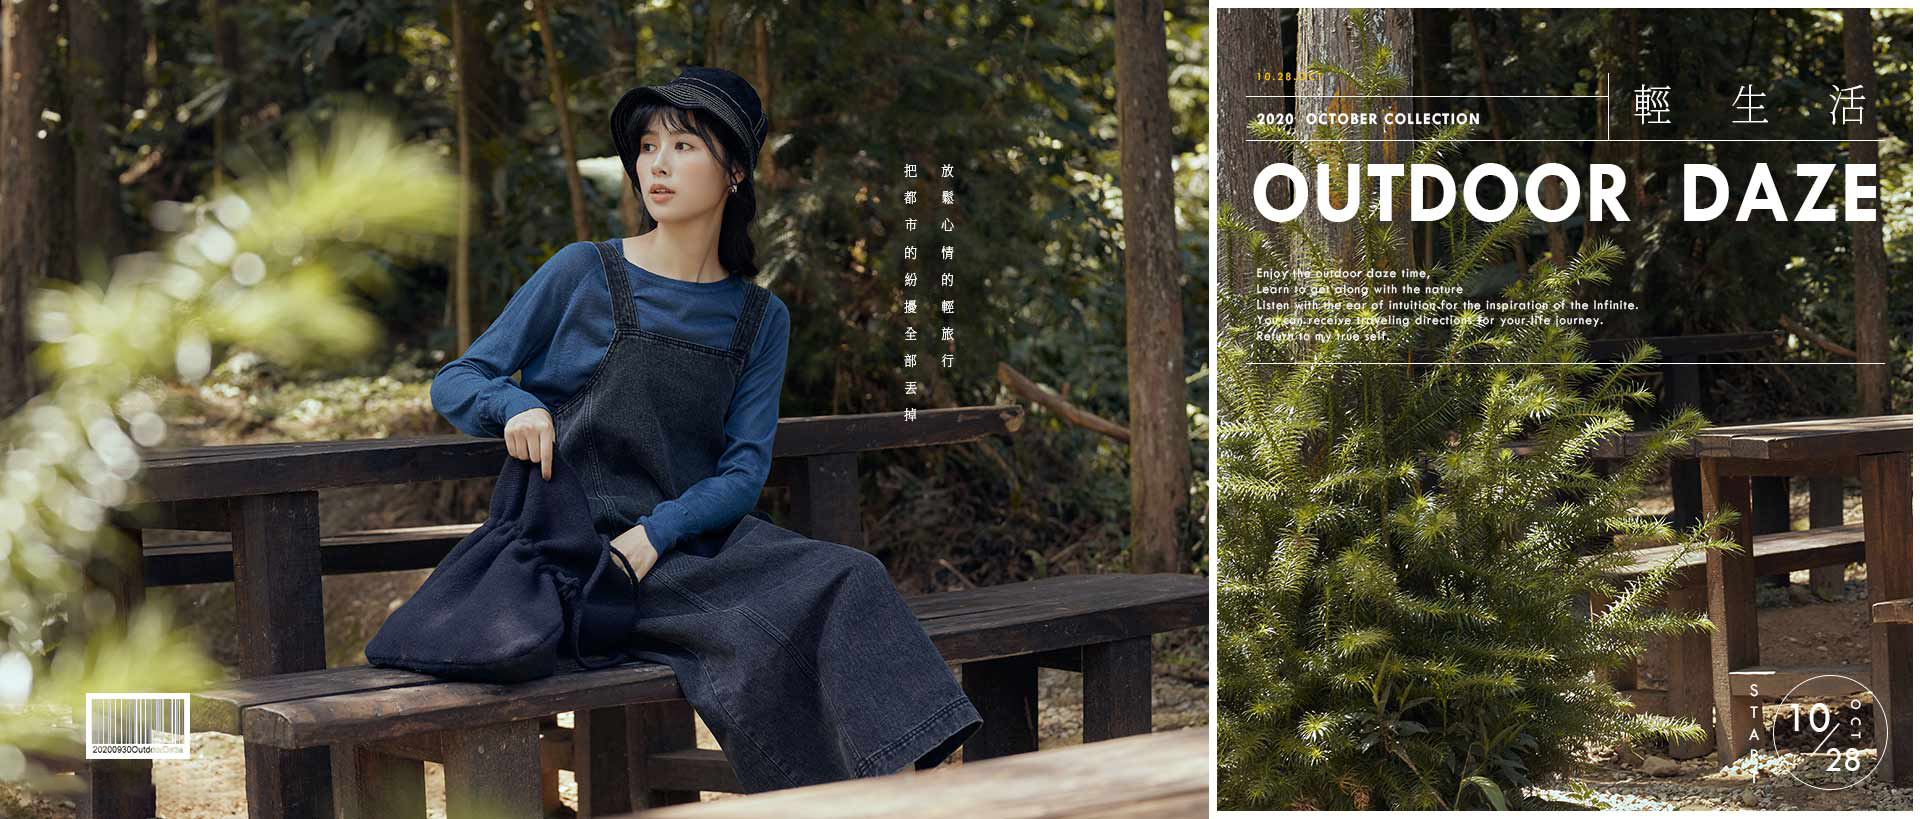 放鬆心情的輕旅行
把都市的紛擾全部丟掉
20200930OutdoorDaze
10.28.OCT
2020 OCTOBER COLLECTION
輕生活
OUTDOOR DAZE
Enjoy the outdoor daze time,
Learn to get along with the nature
Listen with the ear of intuition for the inspiration of the Infinite.
You can receive traveling directions for your life journey.
Return to my true self.
START
10/28
OCT